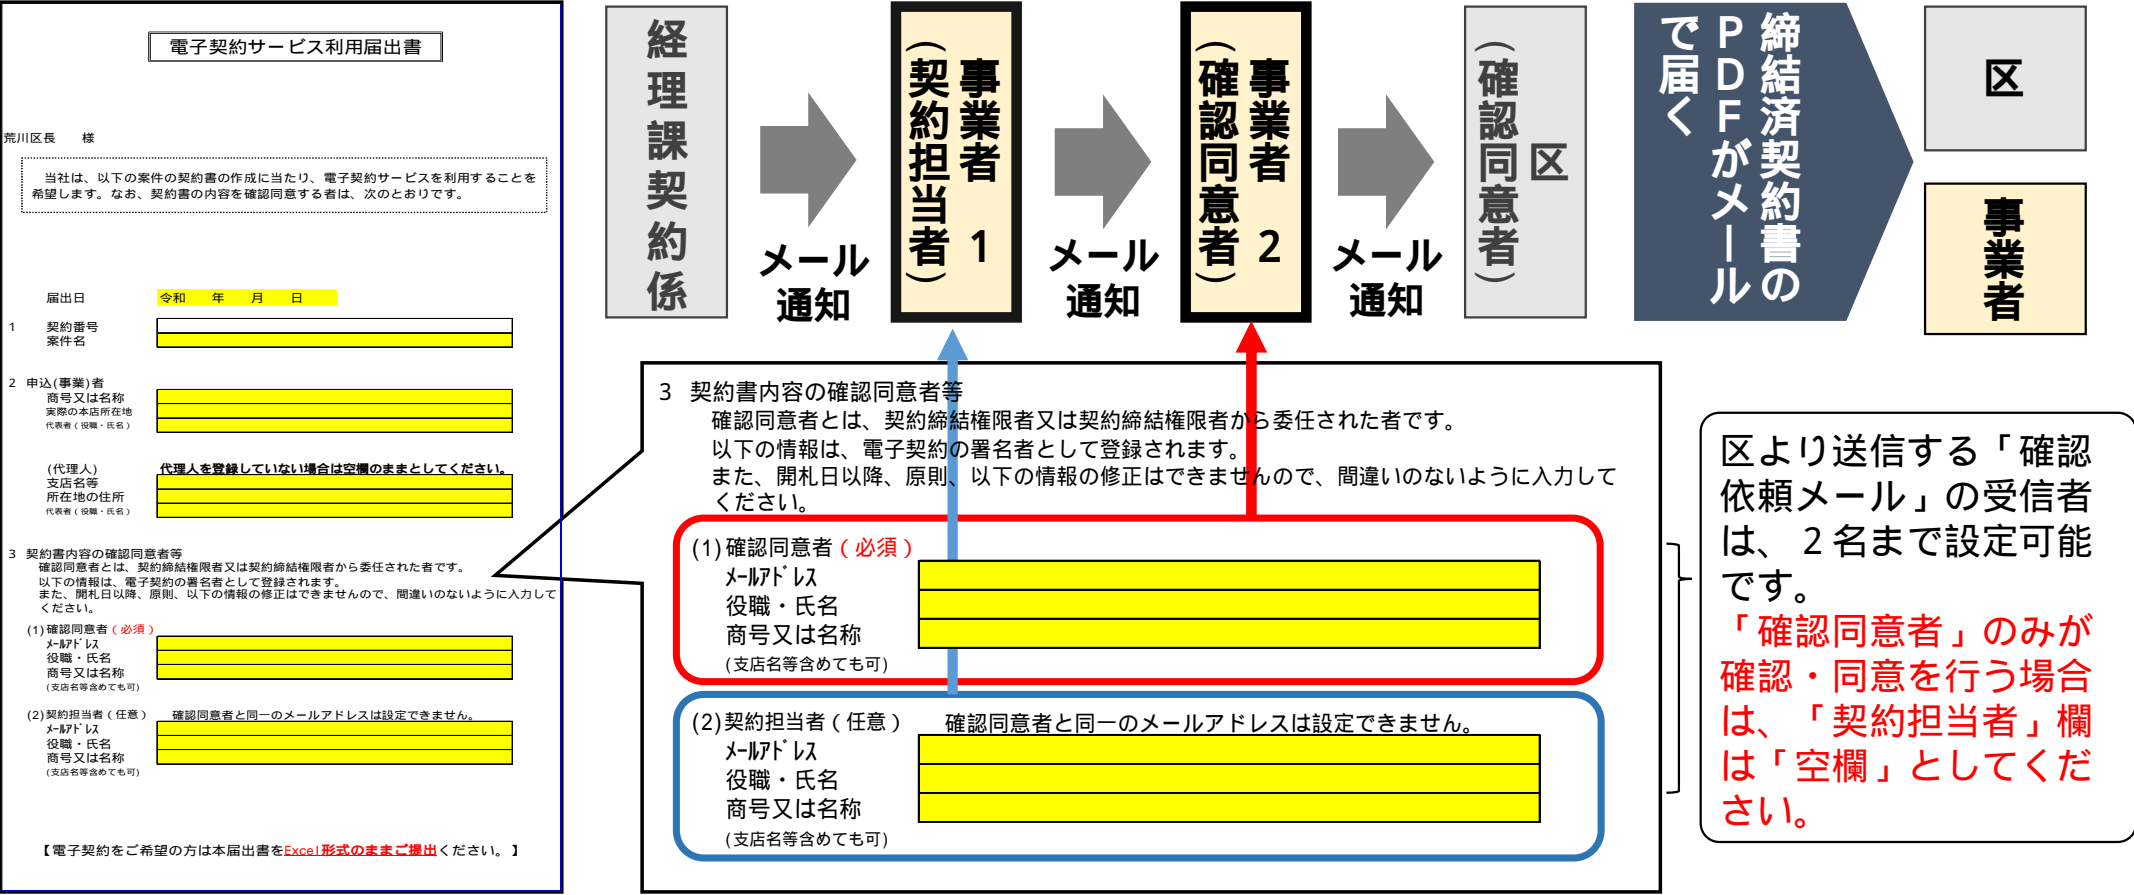 電子契約サービス利用届出書
荒川区長　様
当社は、以下の案件の契約書の作成に当たり、電子契約サービスを利用することを
希望します。なお、契約書の内容を確認同意する者は、次のとおりです。
届出日 令和 年 月 日
1 契約番号
案件名
2 申込(事業)者
商号又は名称
実際の本店所在地
代表者（役職・氏名）
(代理人) 代理人を登録していない場合は空欄のままとしてください。
支店名等
所在地の住所
代表者（役職・氏名）
3 契約書内容の確認同意者等
確認同意者とは、契約締結権限者又は契約締結権限者から委任された者です。
以下の情報は、電子契約の署名者として登録されます。
また、開札日以降、原則、以下の情報の修正はできませんので、間違いのないように入力して
ください。
(1)確認同意者（必須）
ﾒｰﾙｱﾄﾞﾚｽ
役職・氏名
商号又は名称
(支店名等含めても可)
(2)契約担当者（任意） 確認同意者と同一のメールアドレスは設定できません。
ﾒｰﾙｱﾄﾞﾚｽ
役職・氏名
商号又は名称
(支店名等含めても可)
【電子契約をご希望の方は本届出書をExcel形式のままご提出ください。】
経理課契約係
メール
通知
事業者 1
（契約担当者）
メール
通知
事業者 2
（確認同意者）
メール
通知
区
（確認同意者）
締結済契約書の
PDFがメール
で届く
区
事業者
3 契約書内容の確認同意者等
確認同意者とは、契約締結権限者又は契約締結権限者から委任された者です。
以下の情報は、電子契約の署名者として登録されます。
また、開札日以降、原則、以下の情報の修正はできませんので、間違いのないように入力して
ください。
(1)確認同意者（必須）
ﾒｰﾙｱﾄﾞﾚｽ
役職・氏名
商号又は名称
(支店名等含めても可)
(2)契約担当者（任意） 確認同意者と同一のメールアドレスは設定できません。
ﾒｰﾙｱﾄﾞﾚｽ
役職・氏名
商号又は名称
(支店名等含めても可)
区より送信する「確認
依頼メール」の受信者
は、２名まで設定可能
です。
「確認同意者」のみが
確認・同意を行う場合
は、「契約担当者」欄
は「空欄」としてくだ
さい。